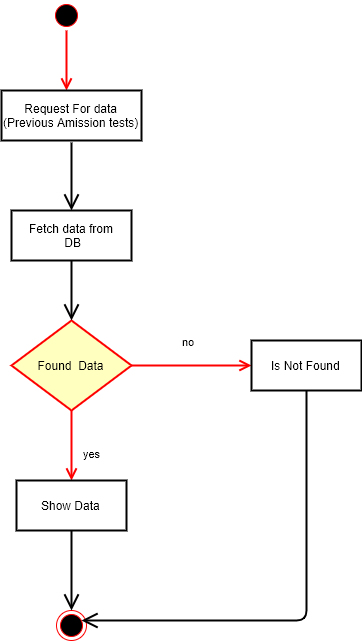 Request For data
(Previous Amission tests)
Fetch data from
DB
Found Data
no
Is Not Found
yes
Show Data